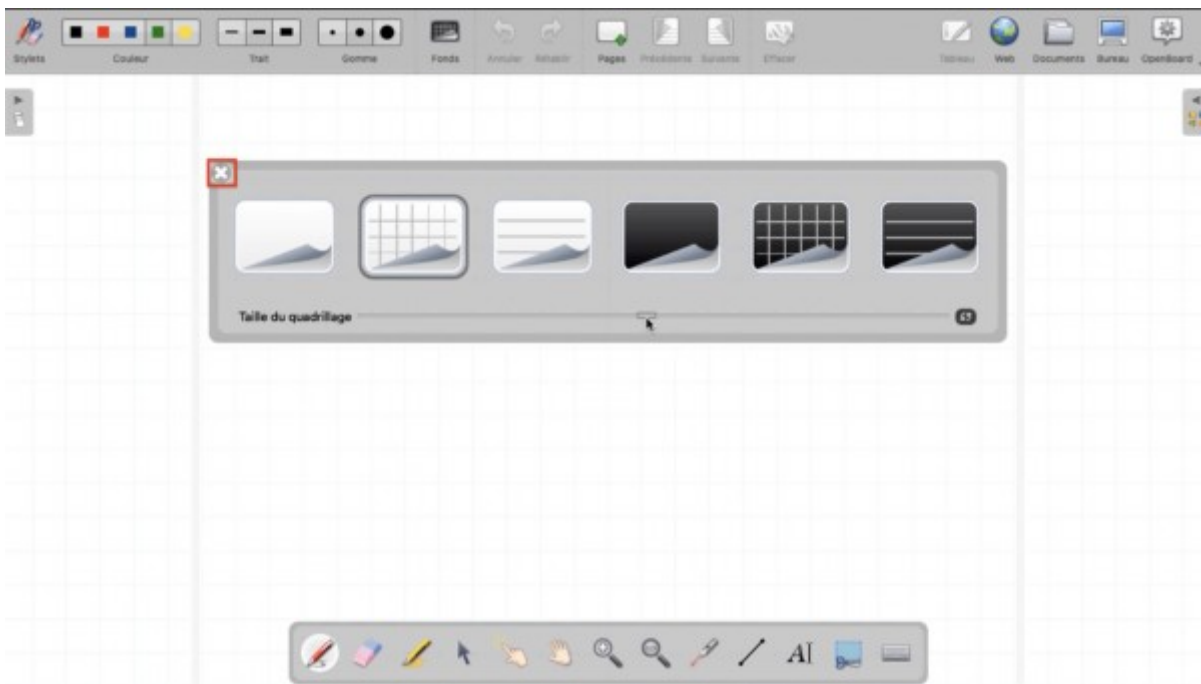 Stylets Couleur Trait Gomme Fonds Annuler Rétablir Pages Précédente Suivante Effacer Tableau Web Documents Bureau OpenBoard
Taille du quadrillage
AI